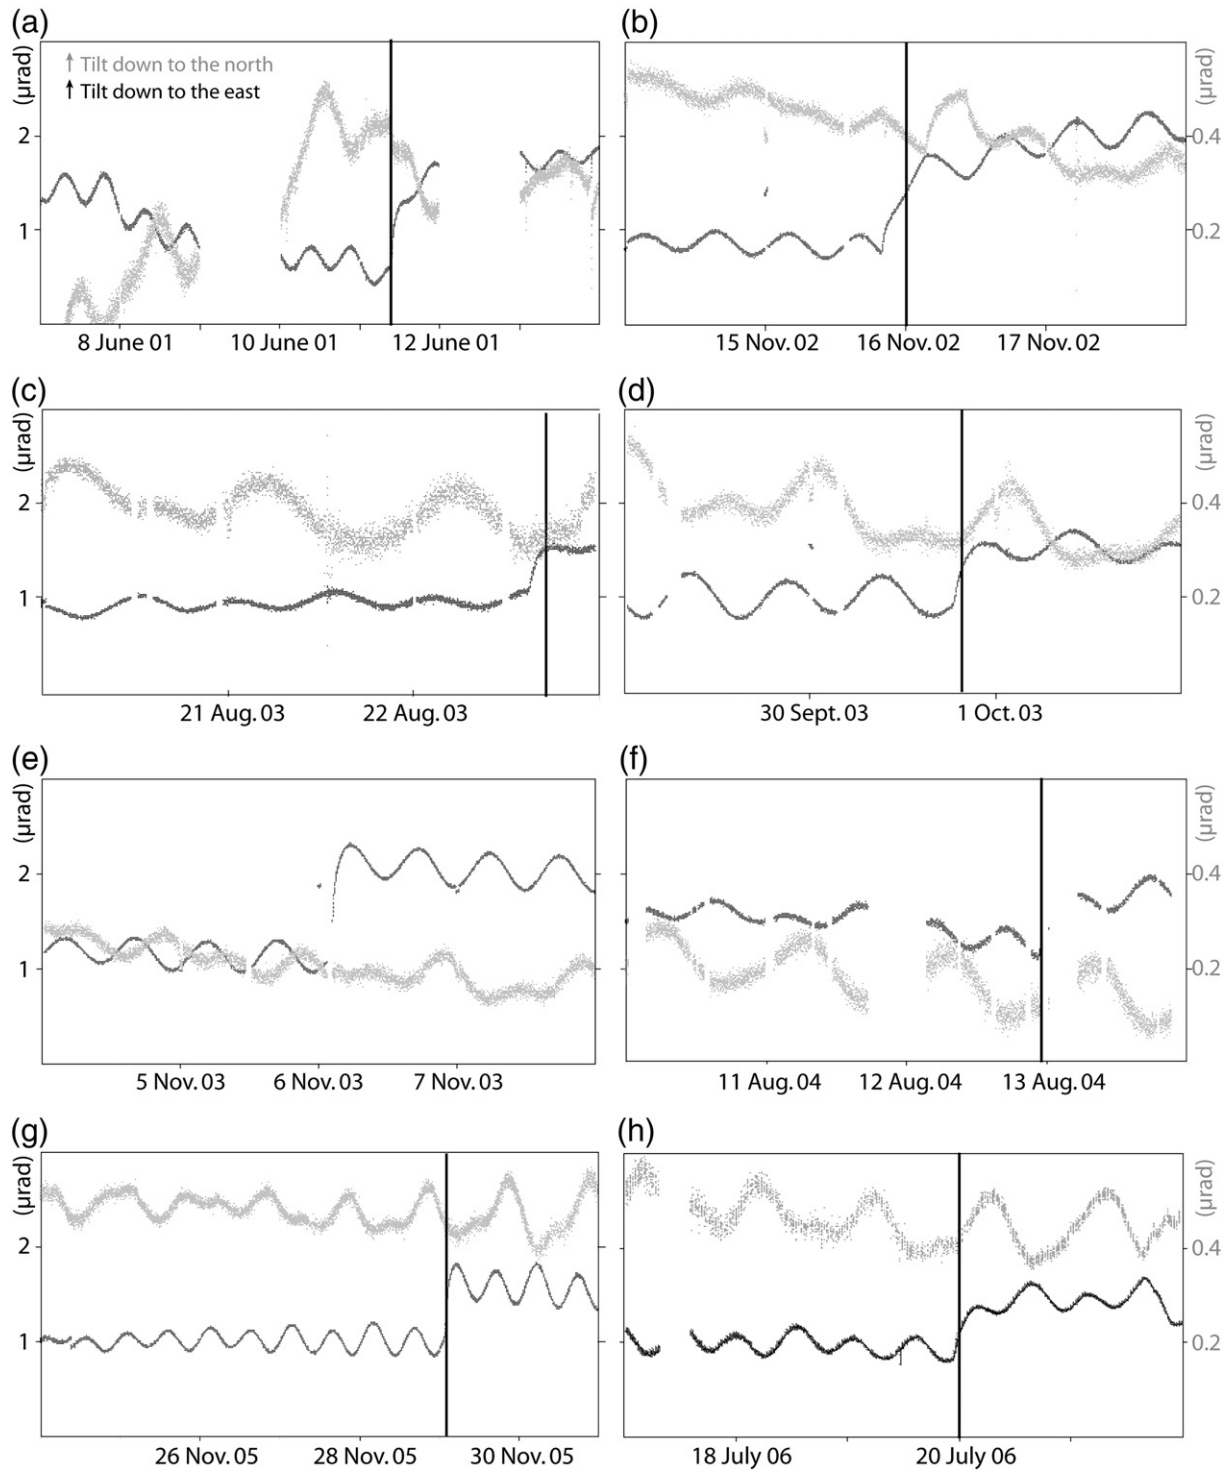 (a)
(μrad)
↑ Tilt down to the north
↑ Tilt down to the east
2
1
8 June 01 10 June 01 12 June 01
(b)
(μrad)
0.4
0.2
15 Nov. 02 16 Nov. 02 17 Nov. 02
(c)
(μrad)
2
1
21 Aug. 03 22 Aug. 03
(d)
(μrad)
0.4
0.2
30 Sept. 03 1 Oct. 03
(e)
(μrad)
2
1
5 Nov. 03 6 Nov. 03 7 Nov. 03
(f)
(μrad)
0.4
0.2
11 Aug. 04 12 Aug. 04 13 Aug. 04
(g)
(μrad)
2
1
26 Nov. 05 28 Nov. 05 30 Nov. 05
(h)
(μrad)
0.4
0.2
18 July 06 20 July 06